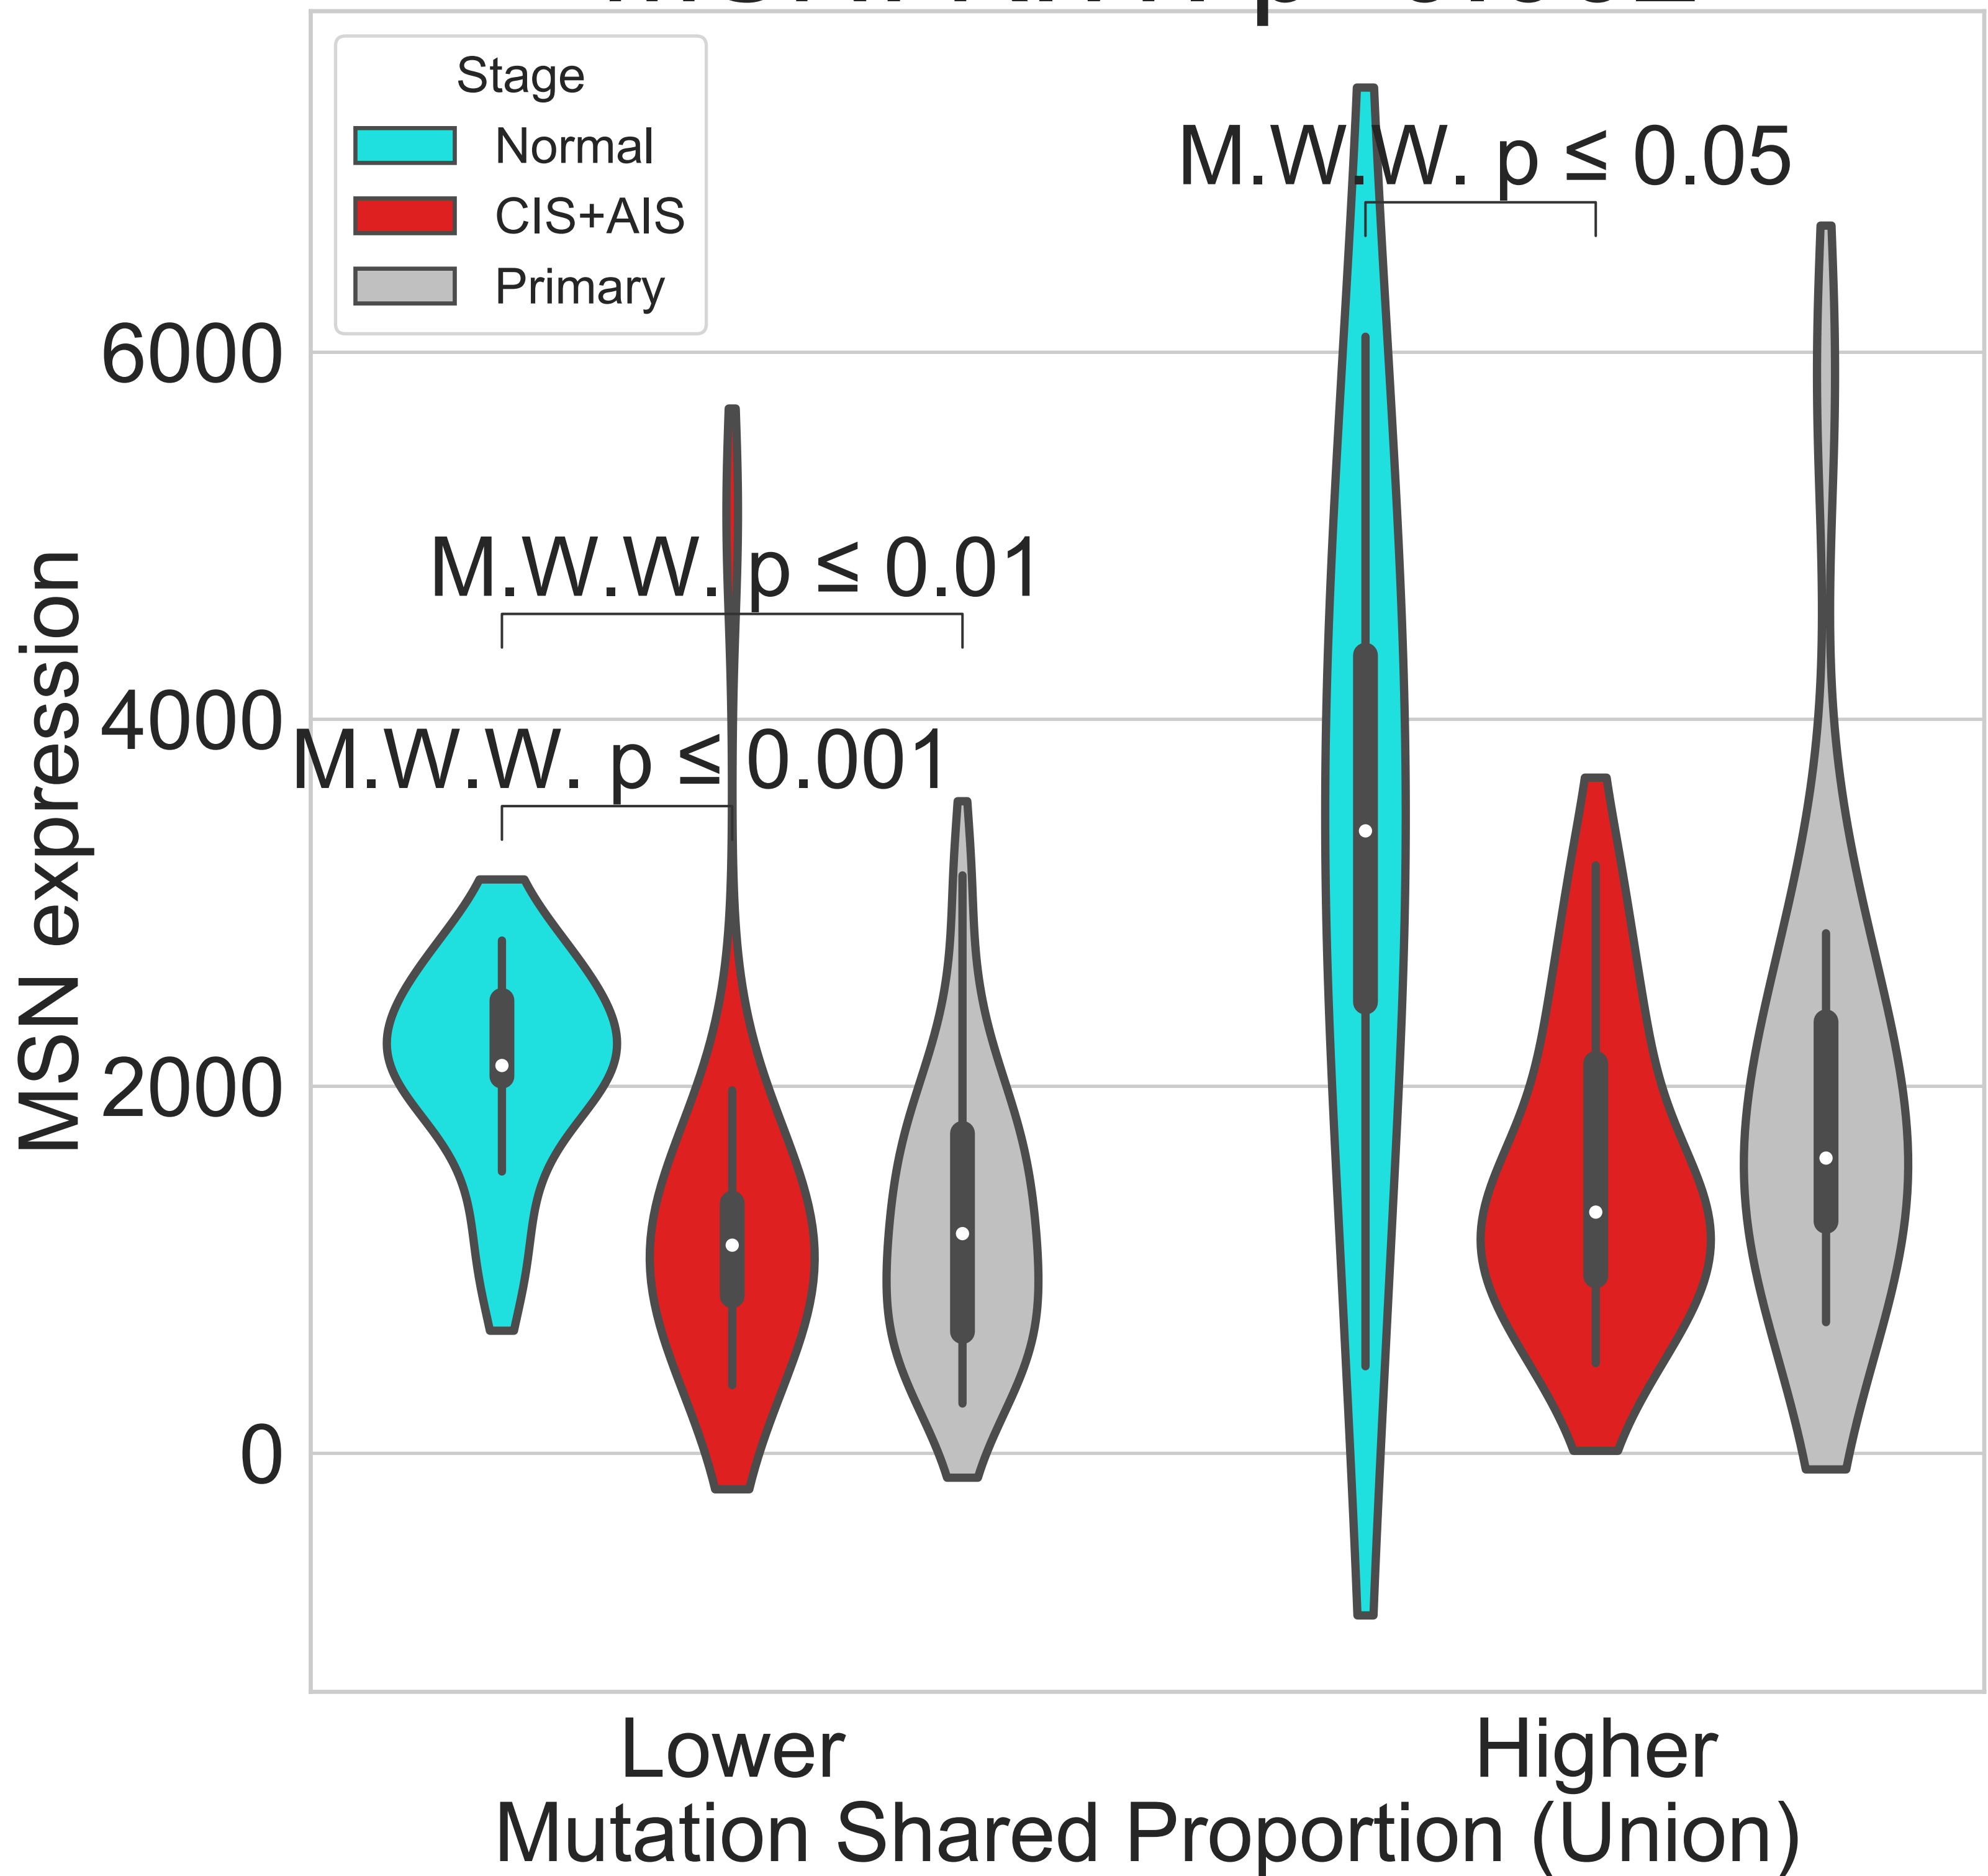 Stage
Normal
CIS+AIS
Primary
M.W.W. p ≤ 0.05
M.W.W. p ≤ 0.01
M.W.W. p ≤ 0.001
MSN expression
6000
4000
2000
0
Lower
Higher
Mutation Shared Proportion (Union)